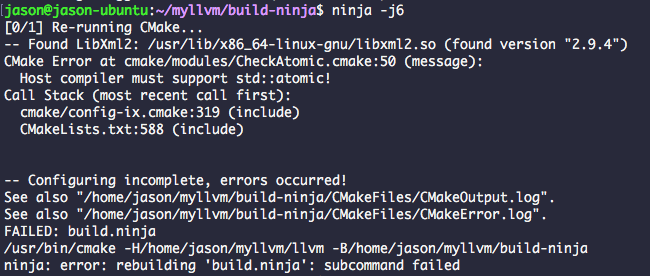 [jason@jason-ubuntu:~/myllvm/build-ninja$ ninja -j6
[0/1] Re-running CMake...
-- Found LibXml2: /usr/lib/x86_64-linux-gnu/libxml2.so (found version "2.9.4")
CMake Error at cmake/modules/CheckAtomic.cmake:50 (message):
  Host compiler must support std::atomic!
Call Stack (most recent call first):
  cmake/config-ix.cmake:319 (include)
  CMakeLists.txt:588 (include)
-- Configuring incomplete, errors occurred!
See also "/home/jason/myllvm/build-ninja/CMakeFiles/CMakeOutput.log".
See also "/home/jason/myllvm/build-ninja/CMakeFiles/CMakeError.log".
FAILED: build.ninja
/usr/bin/cmake -H/home/jason/myllvm/llvm -B/home/jason/myllvm/build-ninja
ninja: error: rebuilding 'build.ninja': subcommand failed